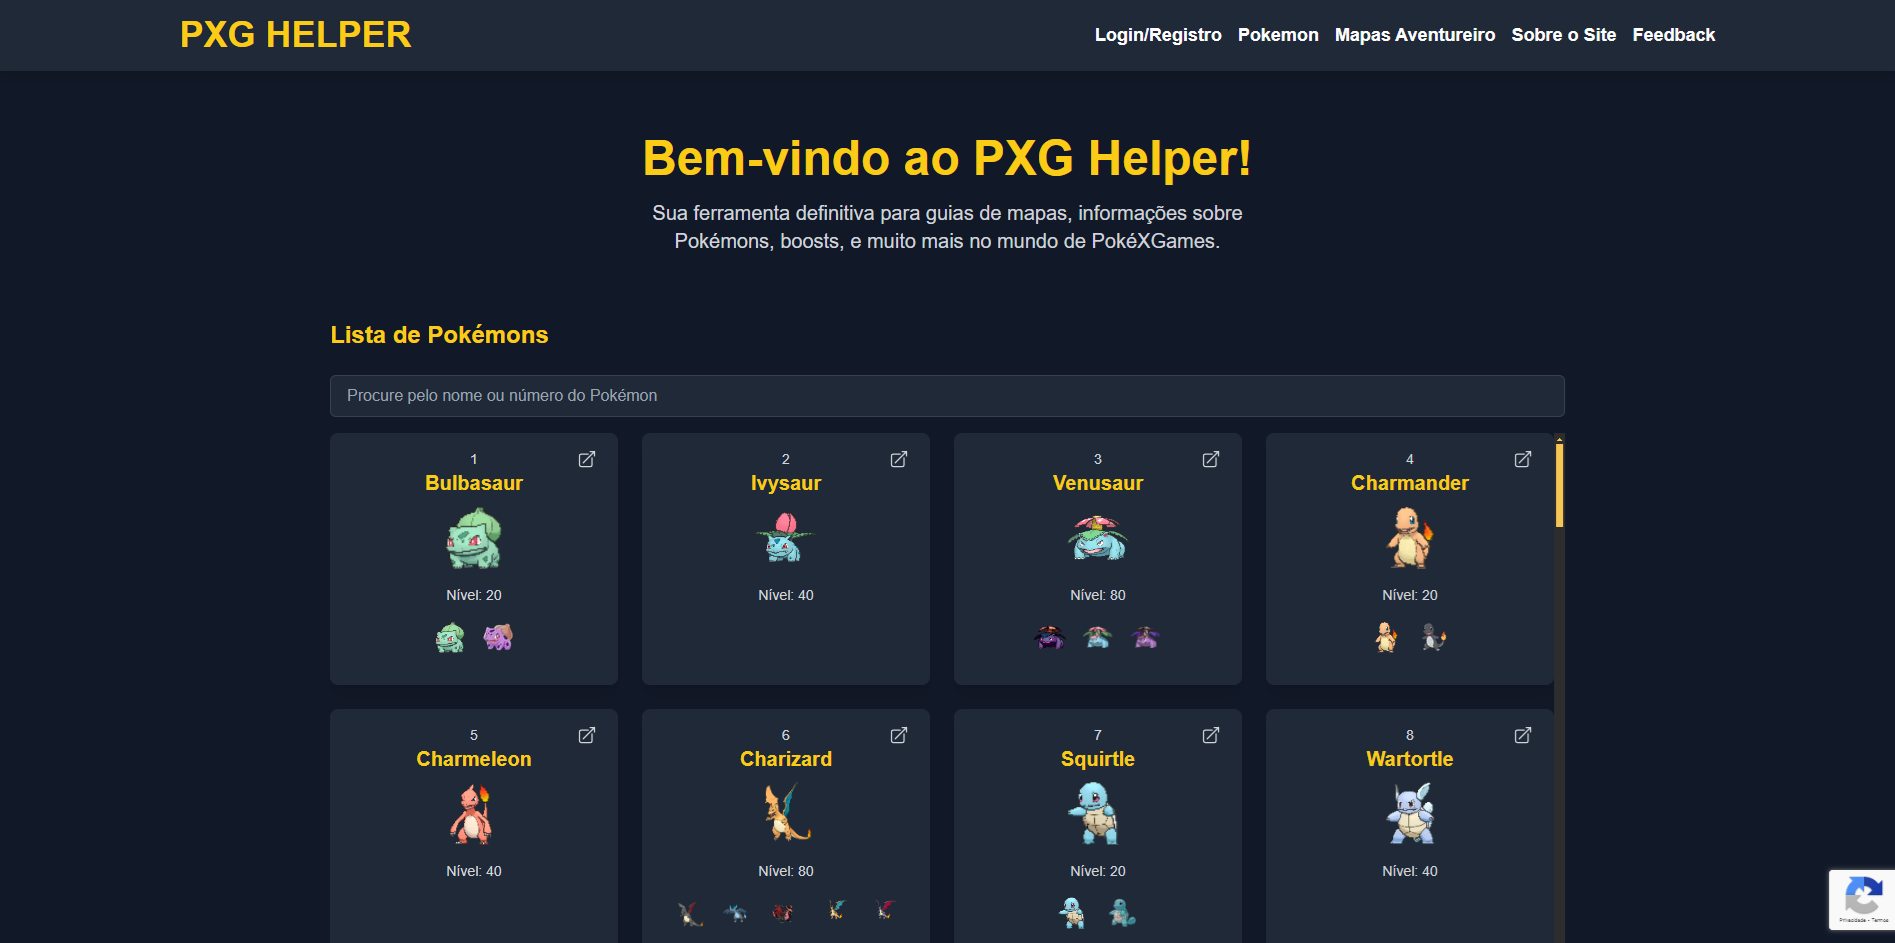 PXG HELPER
Login/Registro Pokemon Mapas Aventureiro Sobre o Site Feedback
Bem-vindo ao PXG Helper!
Sua ferramenta definitiva para guias de mapas, informações sobre
Pokémons, boosts, e muito mais no mundo de PokéXGames.
Lista de Pokémons
Procure pelo nome ou número do Pokémon
1
Bulbasaur
Nível: 20
2
Ivysaur
Nível: 40
3
Venusaur
Nível: 80
4
Charmander
Nível: 20
5
Charmeleon
Nível: 40
6
Charizard
Nível: 80
7
Squirtle
Nível: 20
8
Wartortle
Nível: 40
Privacidade - Termos